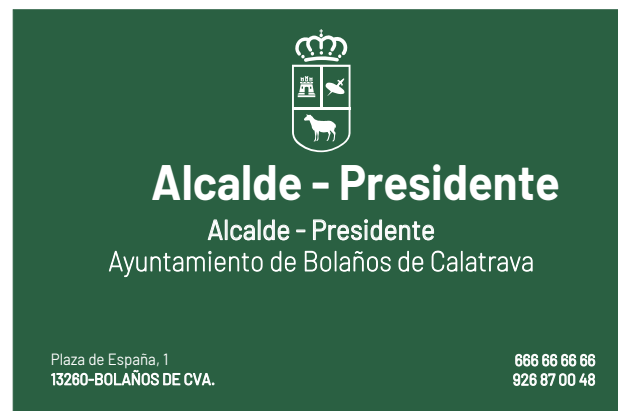 Alcalde - Presidente
Alcalde - Presidente
Ayuntamiento de Bolaños de Calatrava
Plaza de España, 1
13260-BOLAÑOS DE CVA.
666 66 66 66
926 87 00 48